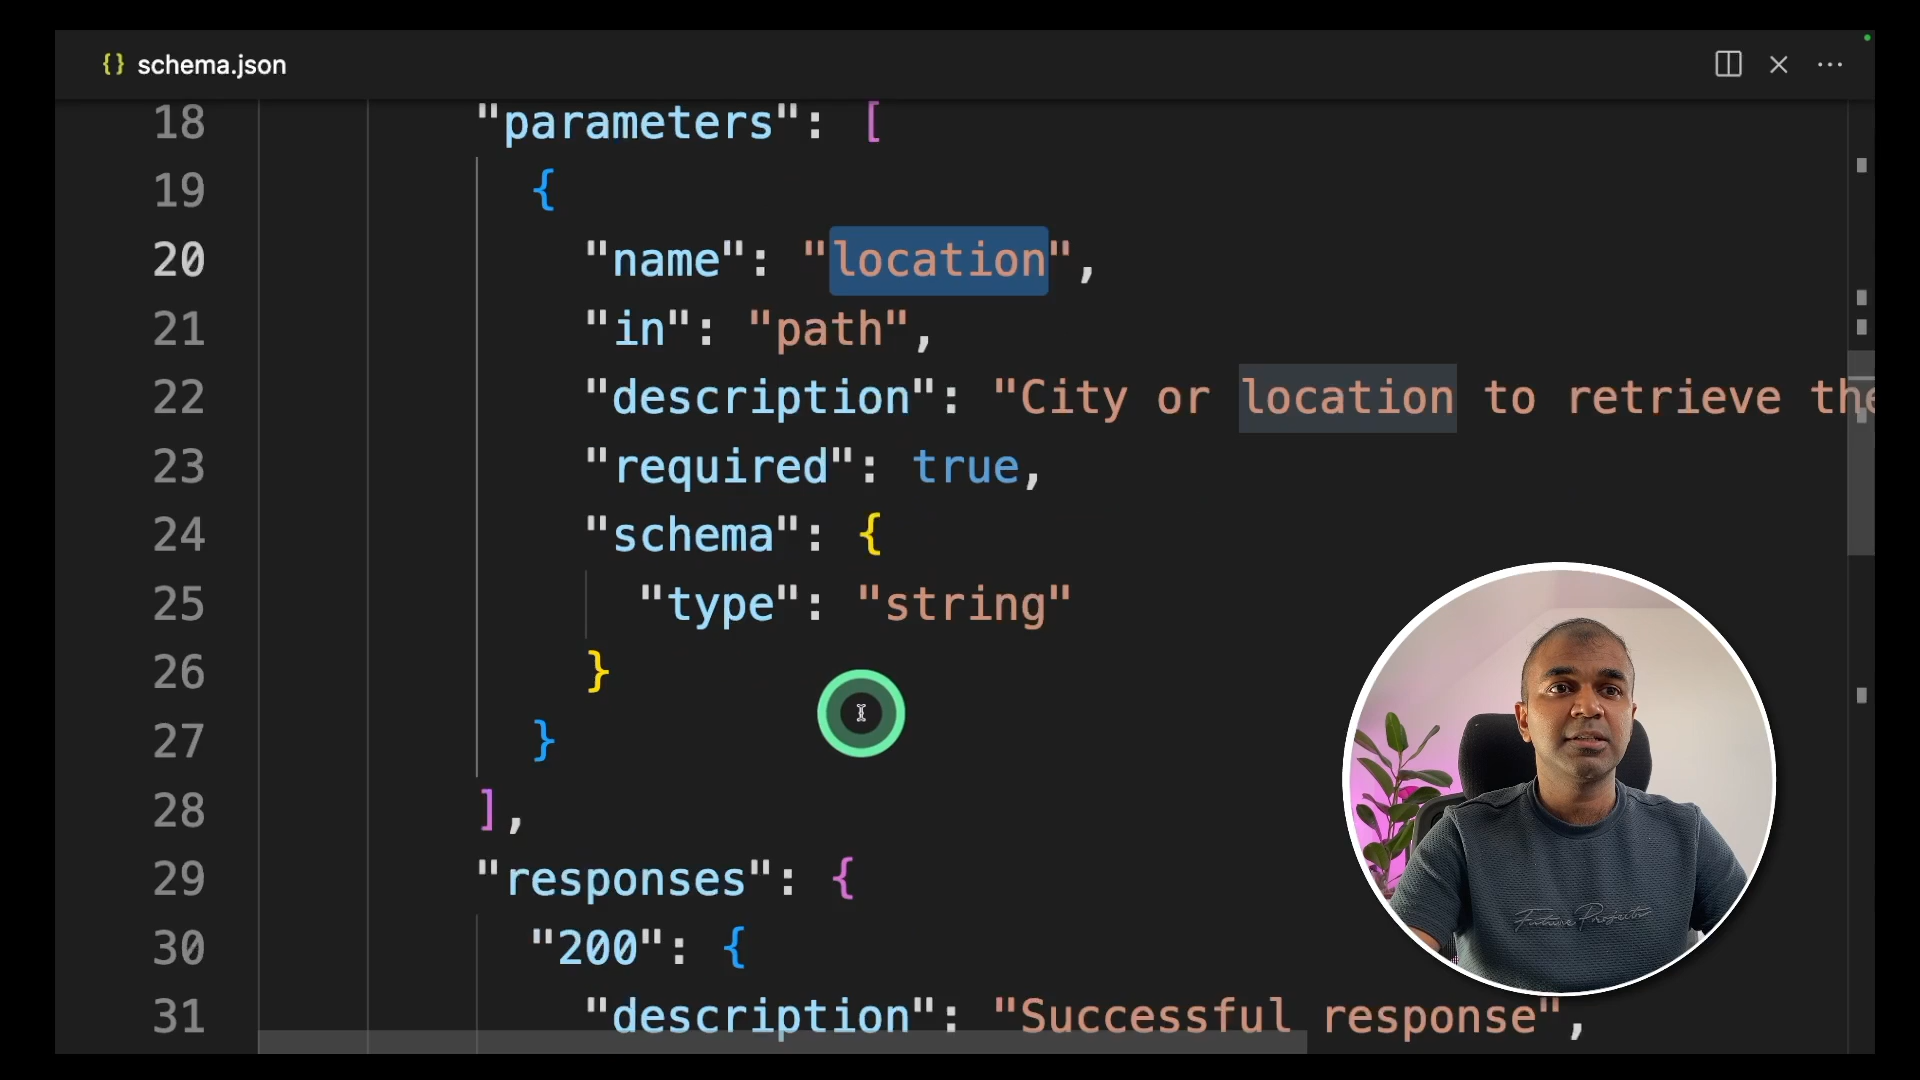 {} schema.json
18 "parameters": [
19 {
20 "name": "location",
21 "in": "path",
22 "description": "City or location to retrieve the
23 "required": true,
24 "schema": {
25 "type": "string"
26 }
27 }
28 ],
29 "responses": {
30 "200": {
31 "description": "Successful response",
Future Projects